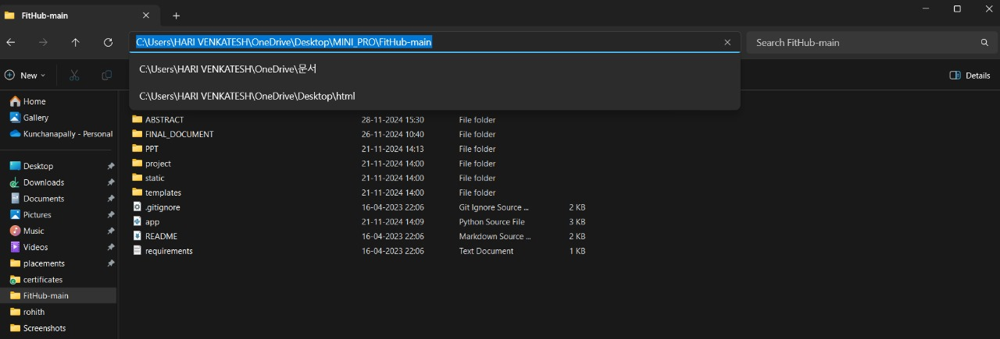 FitHub-main
C:\Users\HARI VENKATESH\OneDrive\Desktop\MINI_PRO\FitHub-main
Search FitHub-main
C:\Users\HARI VENKATESH\OneDrive\문서
C:\Users\HARI VENKATESH\OneDrive\Desktop\html
New
Details
Home
Gallery
Kunchanapally - Personal
Desktop
Downloads
Documents
Pictures
Music
Videos
placements
certificates
FitHub-main
rohith
Screenshots
ABSTRACT 28-11-2024 15:30 File folder
FINAL_DOCUMENT 26-11-2024 10:40 File folder
PPT 21-11-2024 14:13 File folder
project 21-11-2024 14:00 File folder
static 21-11-2024 14:00 File folder
templates 21-11-2024 14:00 File folder
.gitignore 16-04-2023 22:06 Git Ignore Source ... 2 KB
app 21-11-2024 14:09 Python Source File 3 KB
README 16-04-2023 22:06 Markdown Source ... 2 KB
requirements 16-04-2023 22:06 Text Document 1 KB